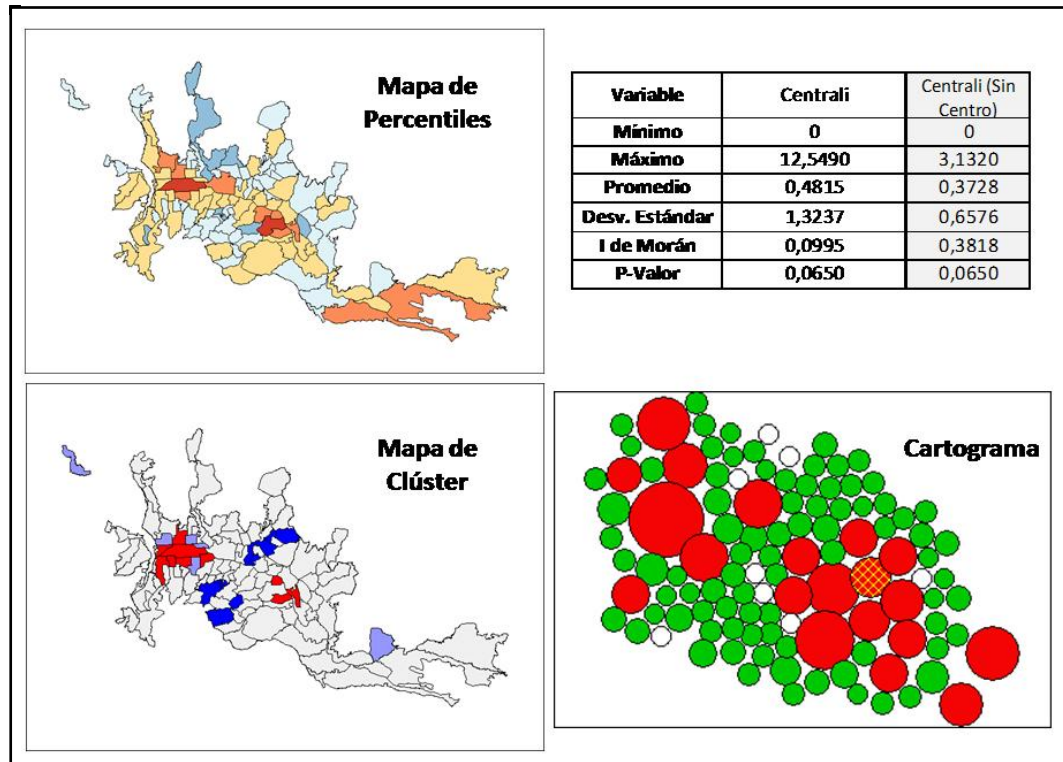 Mapa de
Percentiles
Variable Centrali Centrali (Sin
Centro)
Mínimo 0 0
Máximo 12,5490 3,1320
Promedio 0,4815 0,3728
Desv. Estándar 1,3237 0,6576
I de Morán 0,0995 0,3818
P-Valor 0,0650 0,0650
Mapa de
Clúster
Cartograma